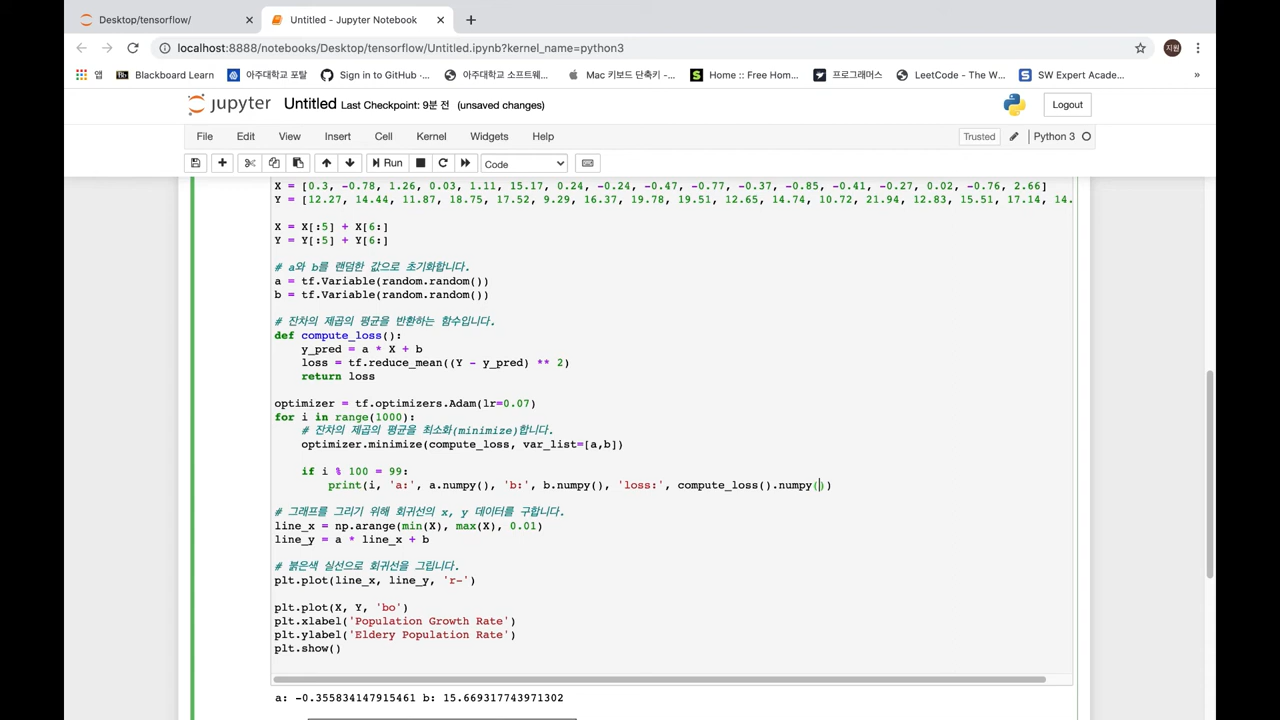 Desktop/tensorflow/
Untitled - Jupyter Notebook
localhost:8888/notebooks/Desktop/tensorflow/Untitled.ipynb?kernel_name=python3
지원
앱 Blackboard Learn 아주대학교 포탈 Sign in to GitHub -... 아주대학교 소프트웨... Mac 키보드 단축키 -... Home :: Free Hom... 프로그래머스 LeetCode - The W... SW Expert Acade... »
jupyter Untitled Last Checkpoint: 9분 전 (unsaved changes) Logout
File Edit View Insert Cell Kernel Widgets Help Trusted Python 3
Run Code
X = [0.3, -0.78, 1.26, 0.03, 1.11, 15.17, 0.24, -0.24, -0.47, -0.77, -0.37, -0.85, -0.41, -0.27, 0.02, -0.76, 2.66]
Y = [12.27, 14.44, 11.87, 18.75, 17.52, 9.29, 16.37, 19.78, 19.51, 12.65, 14.74, 10.72, 21.94, 12.83, 15.51, 17.14, 14.
X = X[:5] + X[6:]
Y = Y[:5] + Y[6:]
# a와 b를 랜덤한 값으로 초기화합니다.
a = tf.Variable(random.random())
b = tf.Variable(random.random())
# 잔차의 제곱의 평균을 반환하는 함수입니다.
def compute_loss():
y_pred = a * X + b
loss = tf.reduce_mean((Y - y_pred) ** 2)
return loss
optimizer = tf.optimizers.Adam(lr=0.07)
for i in range(1000):
# 잔차의 제곱의 평균을 최소화(minimize)합니다.
optimizer.minimize(compute_loss, var_list=[a,b])
if i % 100 = 99:
print(i, 'a:', a.numpy(), 'b:', b.numpy(), 'loss:', compute_loss().numpy())
# 그래프를 그리기 위해 회귀선의 x, y 데이터를 구합니다.
line_x = np.arange(min(X), max(X), 0.01)
line_y = a * line_x + b
# 붉은색 실선으로 회귀선을 그립니다.
plt.plot(line_x, line_y, 'r-')
plt.plot(X, Y, 'bo')
plt.xlabel('Population Growth Rate')
plt.ylabel('Eldery Population Rate')
plt.show()
a: -0.355834147915461 b: 15.669317743971302